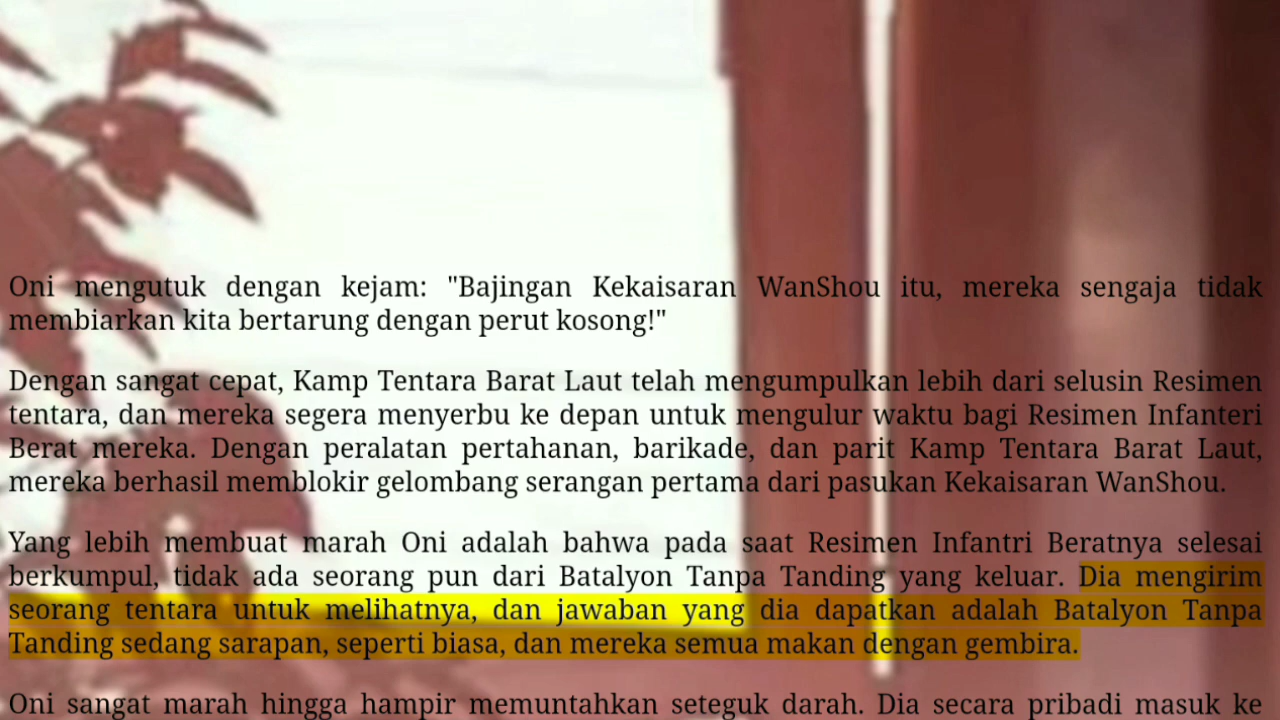 Oni mengutuk dengan kejam: "Bajingan Kekaisaran WanShou itu, mereka sengaja tidak
membiarkan kita bertarung dengan perut kosong!"
Dengan sangat cepat, Kamp Tentara Barat Laut telah mengumpulkan lebih dari selusin Resimen
tentara, dan mereka segera menyerbu ke depan untuk mengulur waktu bagi Resimen Infanteri
Berat mereka. Dengan peralatan pertahanan, barikade, dan parit Kamp Tentara Barat Laut,
mereka berhasil memblokir gelombang serangan pertama dari pasukan Kekaisaran WanShou.
Yang lebih membuat marah Oni adalah bahwa pada saat Resimen Infantri Beratnya selesai
berkumpul, tidak ada seorang pun dari Batalyon Tanpa Tanding yang keluar. Dia mengirim
seorang tentara untuk melihatnya, dan jawaban yang dia dapatkan adalah Batalyon Tanpa
Tanding sedang sarapan, seperti biasa, dan mereka semua makan dengan gembira.
Oni sangat marah hingga hampir memuntahkan seteguk darah. Dia secara pribadi masuk ke